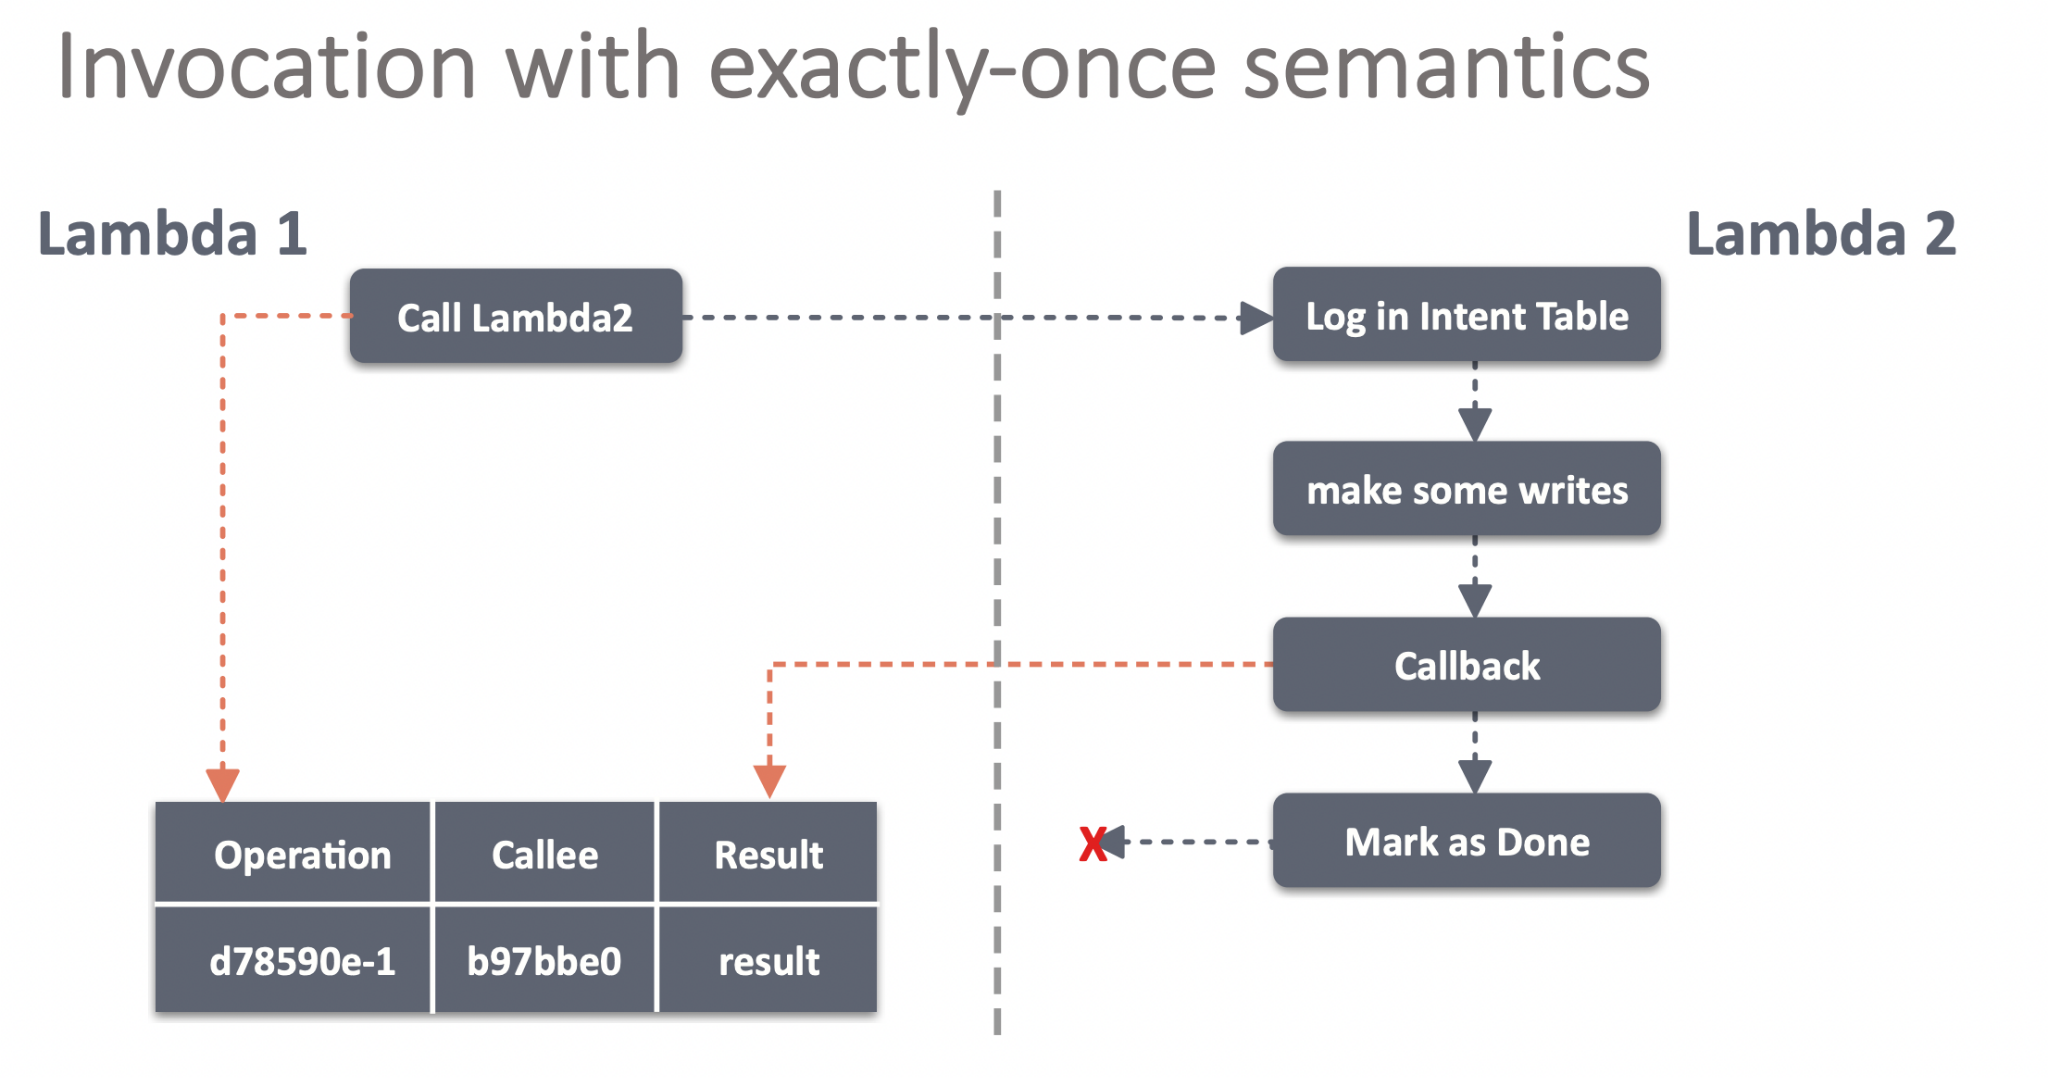 Invocation with exactly-once semantics
Lambda 1
Lambda 2
Call Lambda2
Log in Intent Table
make some writes
Callback
Mark as Done
X
Operation Callee Result
d78590e-1 b97bbe0 result